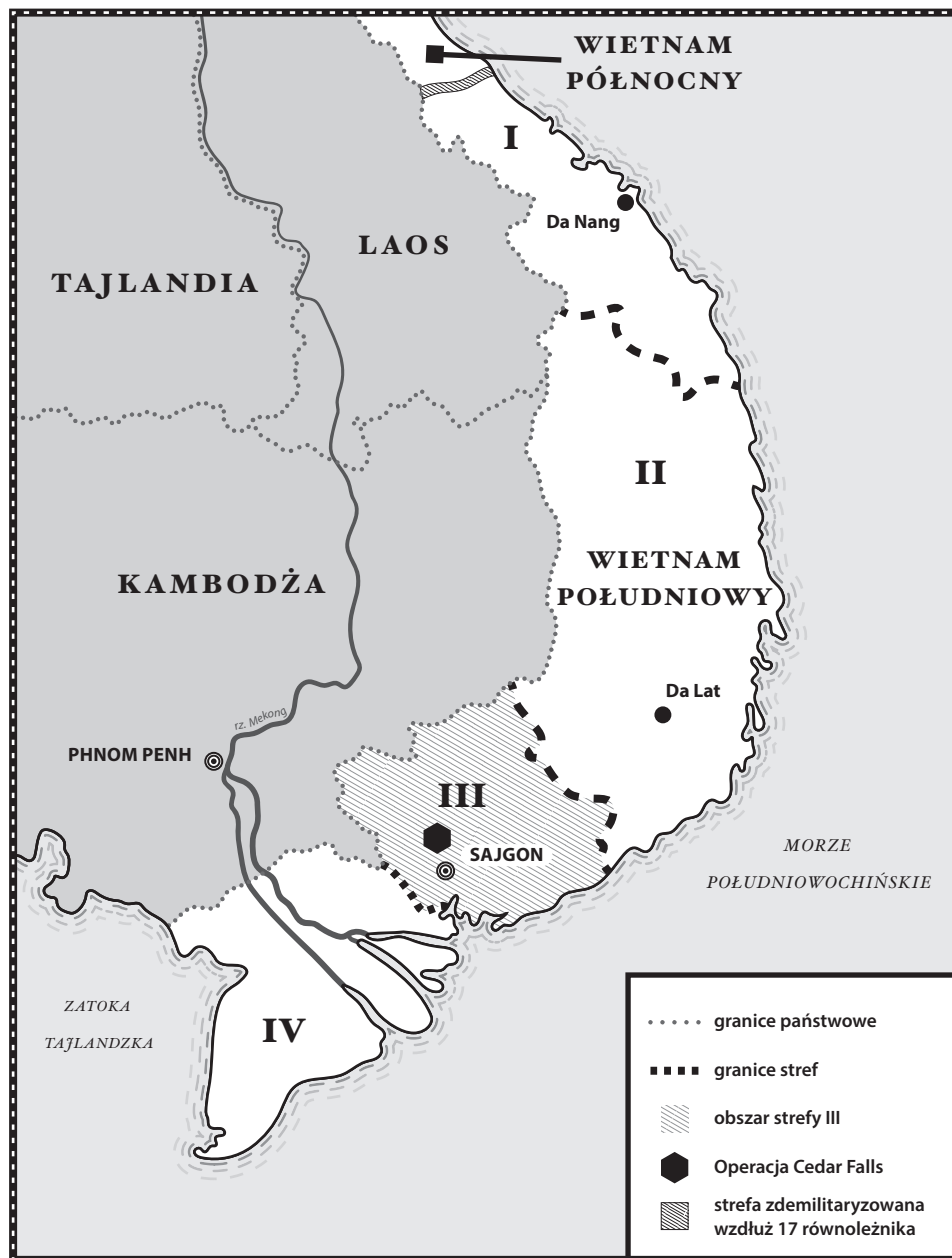 WIETNAM
PÓŁNOCNY
I
Da Nang
LAOS
TAJLANDIA
II
WIETNAM
POŁUDNIOWY
KAMBODŻA
Da Lat
rz. Mekong
PHNOM PENH
III
SAJGON
MORZE
POŁUDNIOWOCHIŃSKIE
ZATOKA
TAJLANDZKA
IV
granice państwowe
granice stref
obszar strefy III
Operacja Cedar Falls
strefa zdemilitaryzowana
wzdłuż 17 równoleżnika